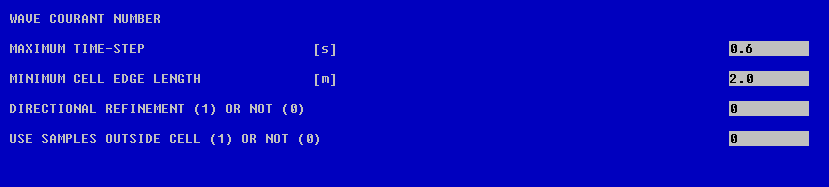 WAVE COURANT NUMBER
MAXIMUM TIME-STEP [s] 0.6
MINIMUM CELL EDGE LENGTH [m] 2.0
DIRECTIONAL REFINEMENT (1) OR NOT (0) 0
USE SAMPLES OUTSIDE CELL (1) OR NOT (0) 0